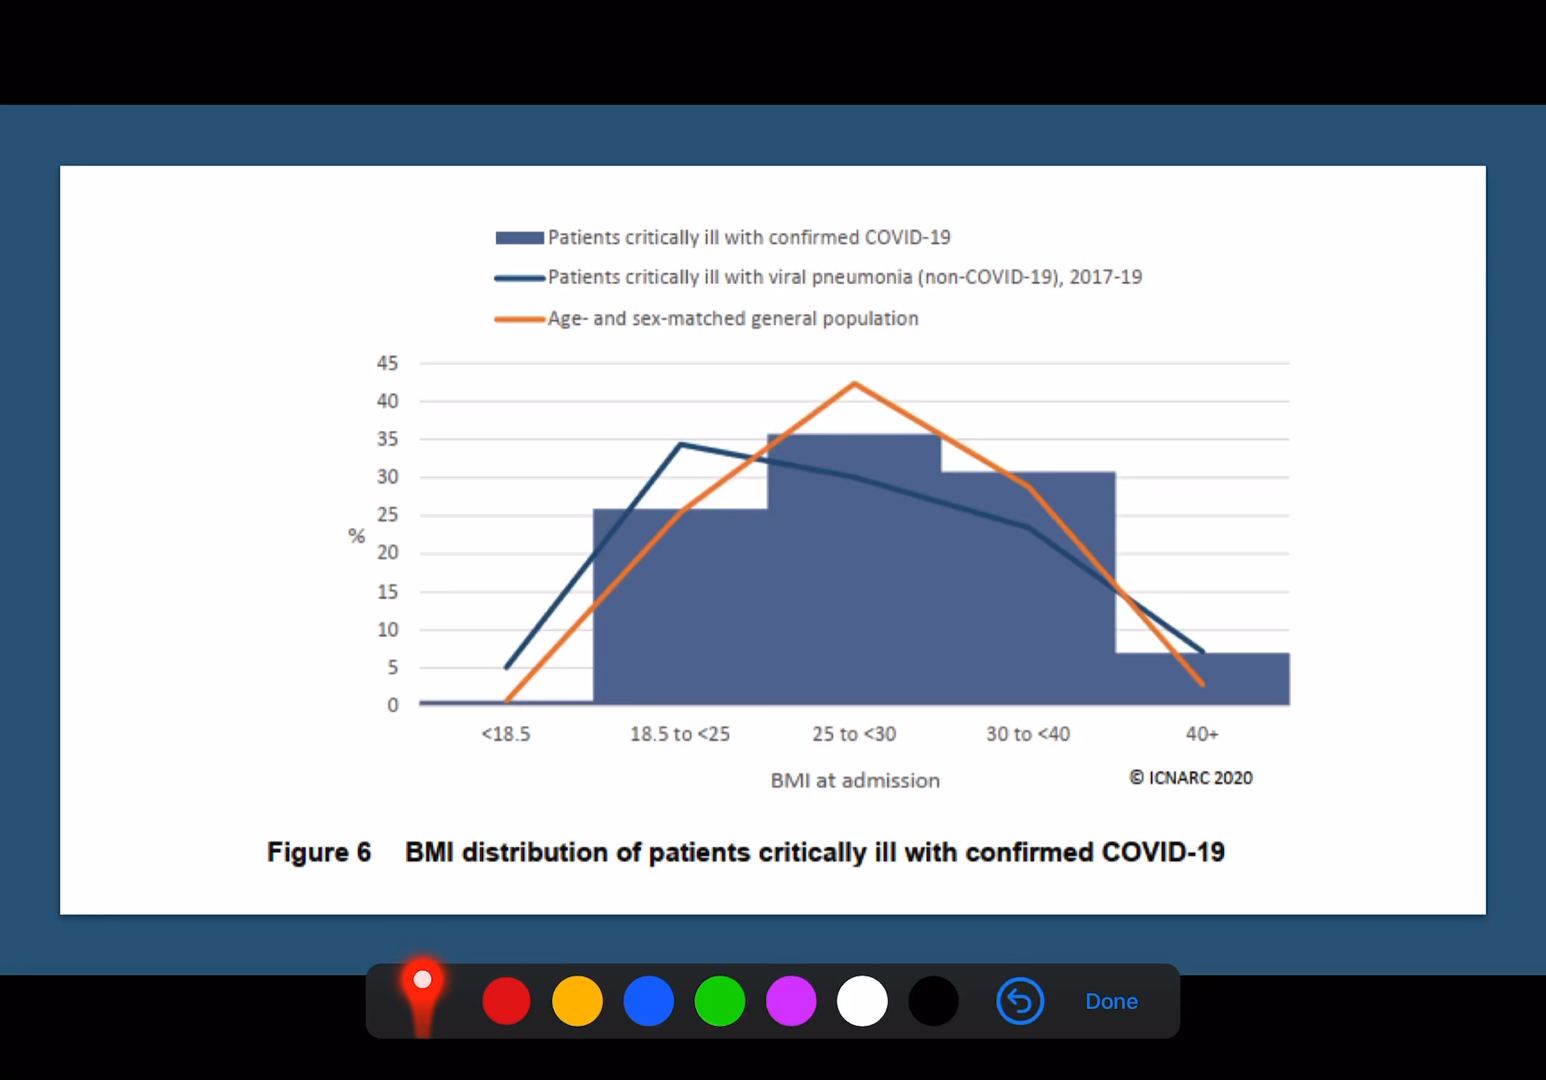 Patients critically ill with confirmed COVID-19
Patients critically ill with viral pneumonia (non-COVID-19), 2017-19
Age- and sex-matched general population
45
40
35
30
25
%
20
15
10
5
0
<18.5 18.5 to <25 25 to <30 30 to <40 40+
BMI at admission © ICNARC 2020
Figure 6 BMI distribution of patients critically ill with confirmed COVID-19
Done